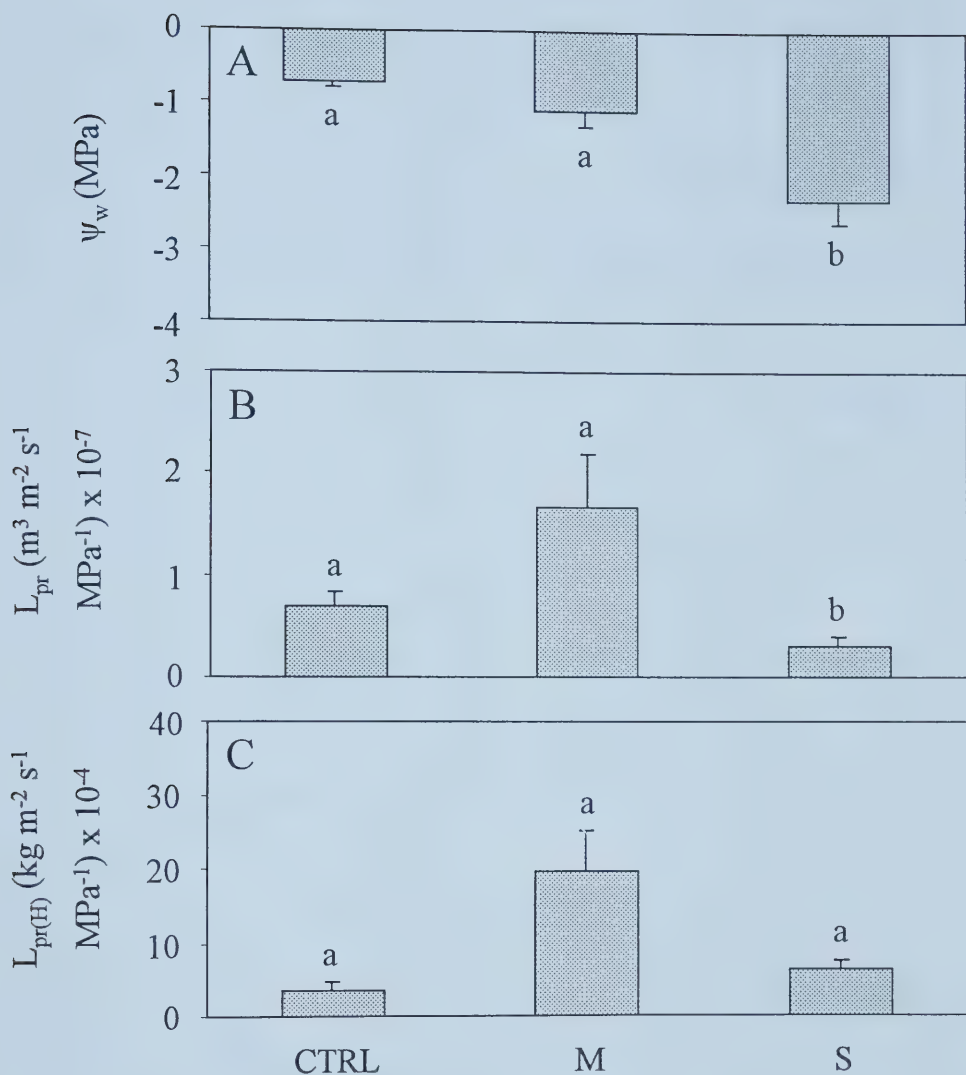 A
ψw (MPa)
0
-1
-2
-3
-4
a
a
b
B
Lpr (m³ m⁻² s⁻¹
MPa⁻¹) x 10⁻⁷
3
2
1
0
a
a
b
C
Lpr(H) (kg m⁻² s⁻¹
MPa⁻¹) x 10⁻⁴
40
30
20
10
0
a
a
a
CTRL M S